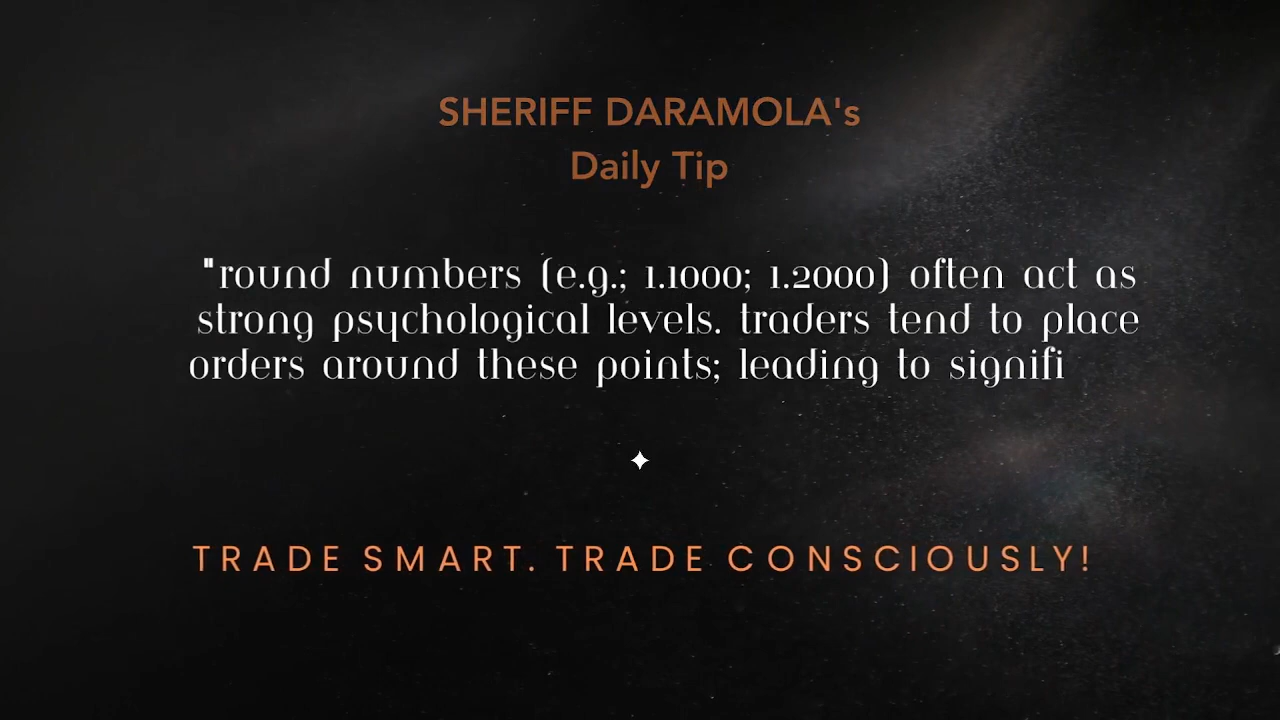 SHERIFF DARAMOLA's
Daily Tip
"round numbers (e.g.; 1.1000; 1.2000) often act as
strong psychological levels. traders tend to place
orders around these points; leading to signifi
TRADE SMART. TRADE CONSCIOUSLY!